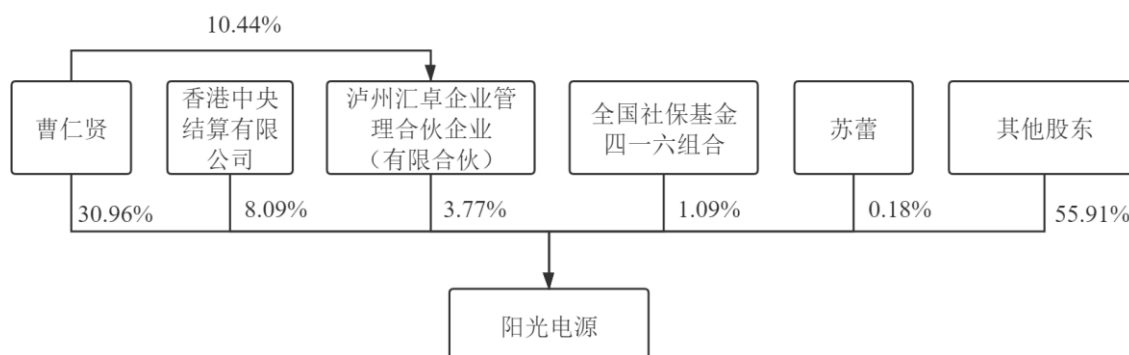 10.44%
曹仁贤
香港中央
结算有限
公司
泸州汇卓企业管
理合伙企业
（有限合伙）
全国社保基金
四一六组合
苏蕾
其他股东
30.96%
8.09%
3.77%
1.09%
0.18%
55.91%
阳光电源